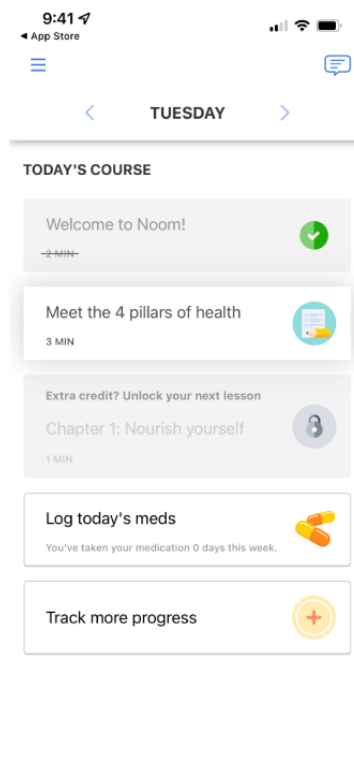 9:41
◀ App Store
TUESDAY
TODAY'S COURSE
Welcome to Noom!
2 MIN
Meet the 4 pillars of health
3 MIN
Extra credit? Unlock your next lesson
Chapter 1: Nourish yourself
1 MIN
Log today's meds
You've taken your medication 0 days this week.
Track more progress